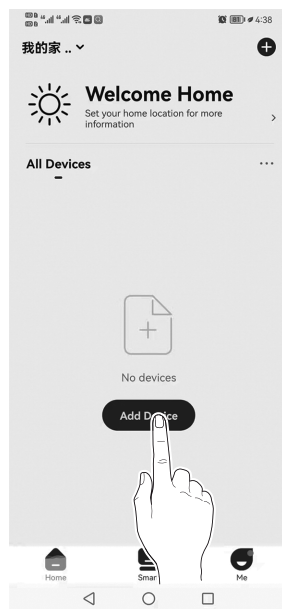 4:38
我的家 ..
Welcome Home
Set your home location for more
information
All Devices
No devices
Add Device
Home
Smar
Me